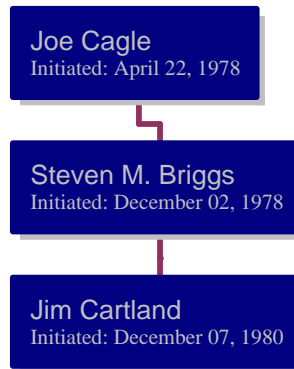 Joe Cagle
Initiated: April 22, 1978
Steven M. Briggs
Initiated: December 02, 1978
Jim Cartland
Initiated: December 07, 1980